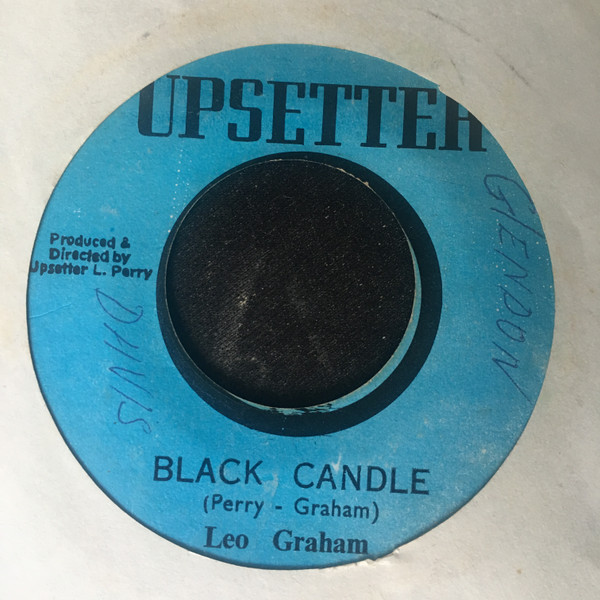 UPSETTER
Produced &
Directed by
Upsetter L. Perry
GLENDON
DAVIS
BLACK CANDLE
(Perry - Graham)
Leo Graham